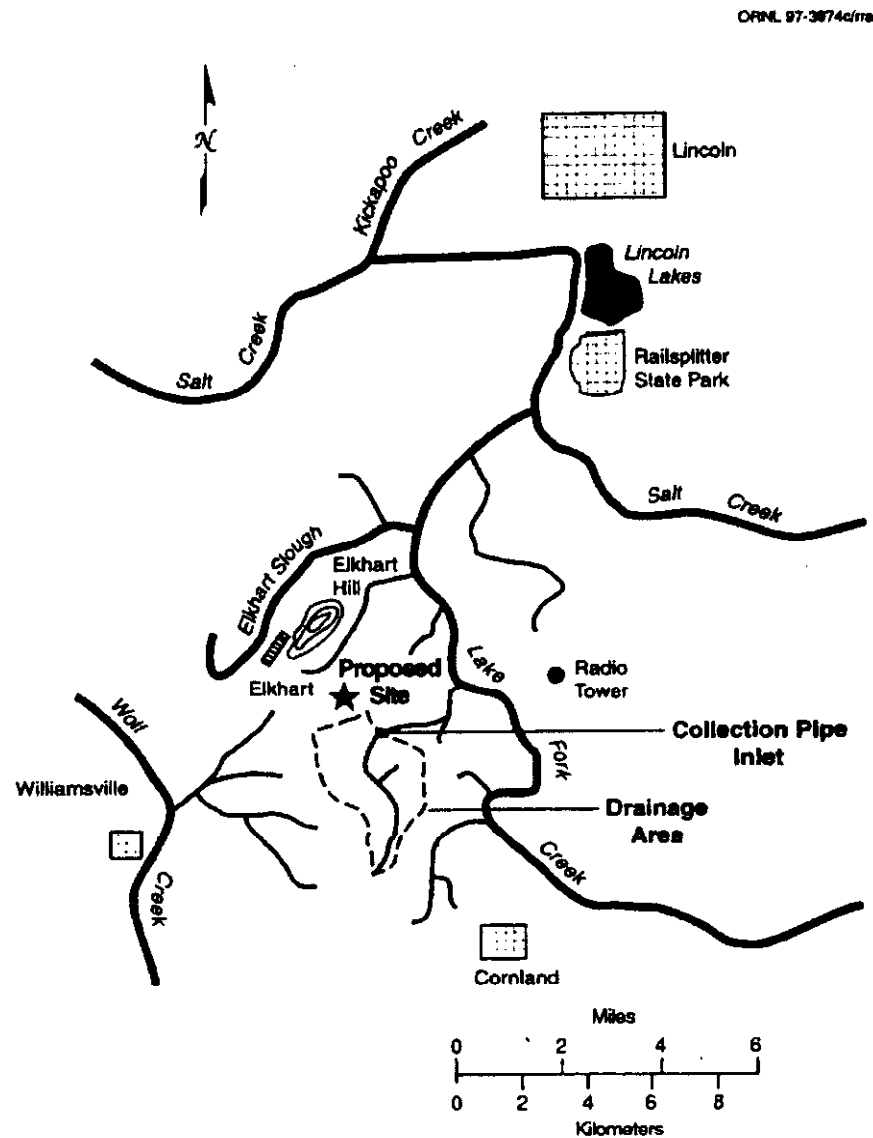 ORNL 97-3974c/rra
N
Kickapoo Creek
Lincoln
Lincoln
Lakes
Railsplitter
State Park
Salt Creek
Salt Creek
Elkhart Slough
Elkhart
Hill
Elkhart
Proposed
Site
Lake Fork Creek
Radio
Tower
Collection Pipe
Inlet
Wolf Creek
Williamsville
Drainage
Area
Cornland
Miles
0 2 4 6
0 2 4 6 8
Kilometers